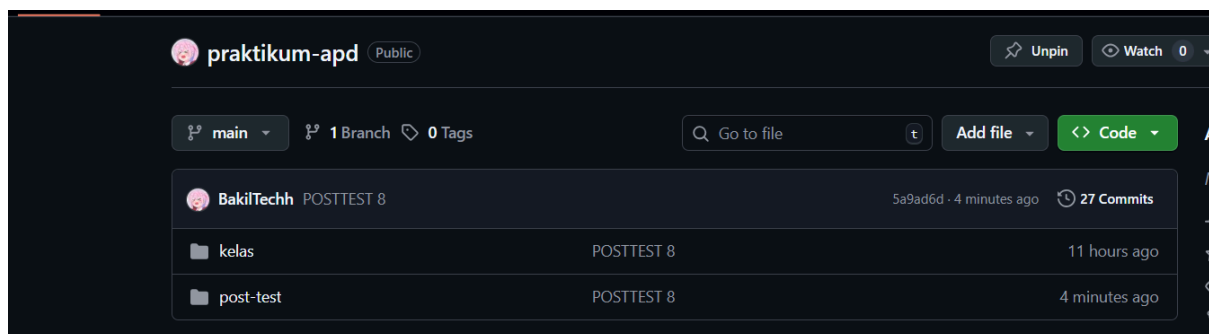 praktikum-apd Public Unpin Watch 0
main 1 Branch 0 Tags Go to file t Add file <> Code
BakilTechh POSTTEST 8 5a9ad6d · 4 minutes ago 27 Commits
kelas POSTTEST 8 11 hours ago
post-test POSTTEST 8 4 minutes ago